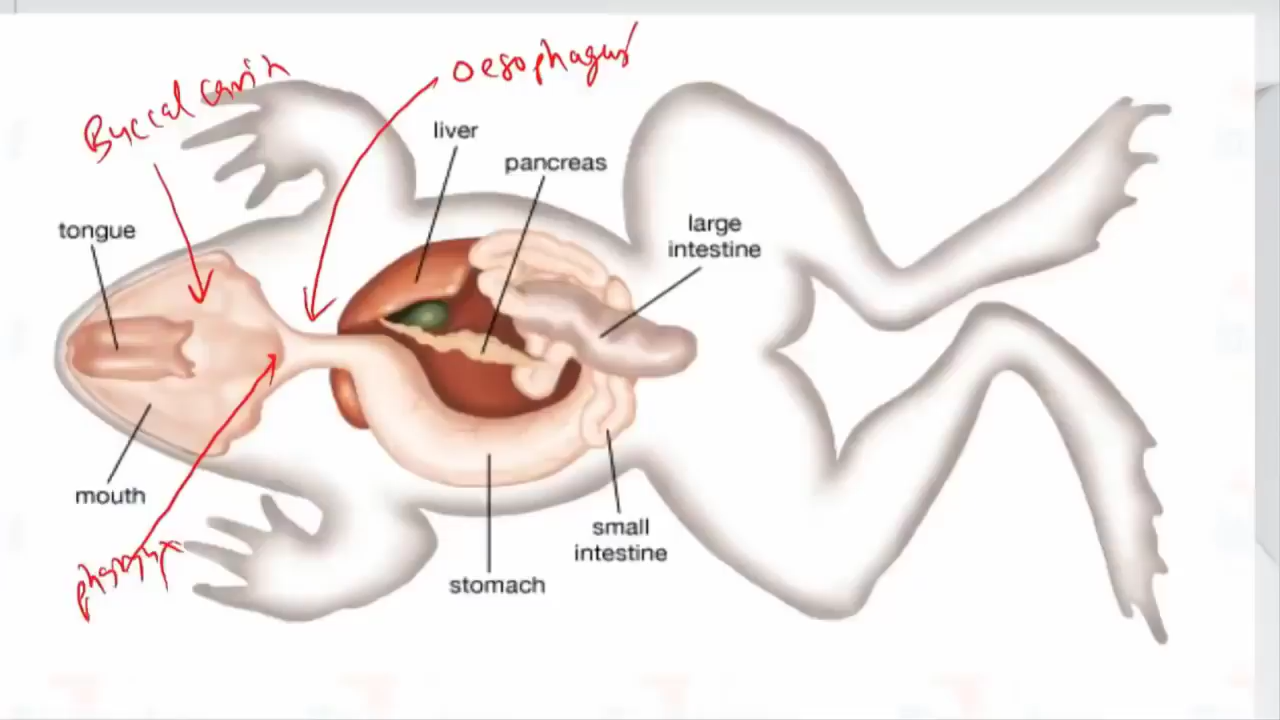 Oesophagus
Buccal cavity
liver
pancreas
large
intestine
tongue
mouth
small
intestine
stomach
pharynx